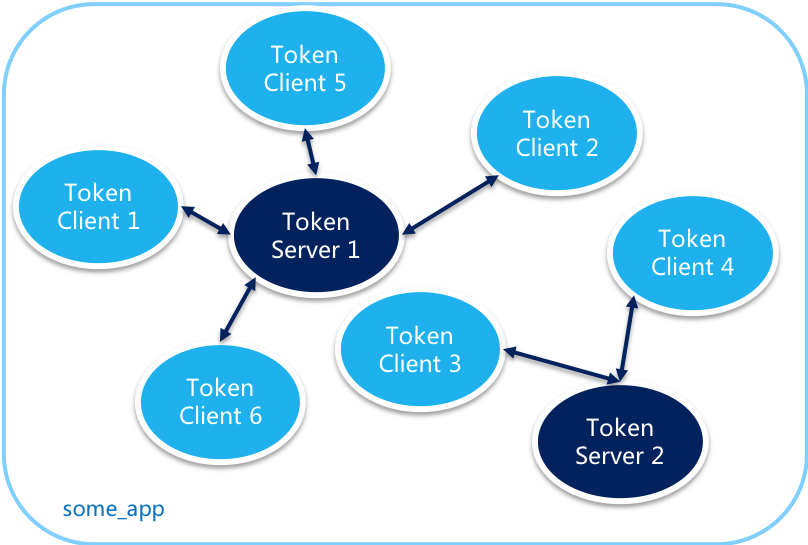 Token
Client 5
Token
Client 2
Token
Client 1
Token
Server 1
Token
Client 4
Token
Client 3
Token
Client 6
Token
Server 2
some_app